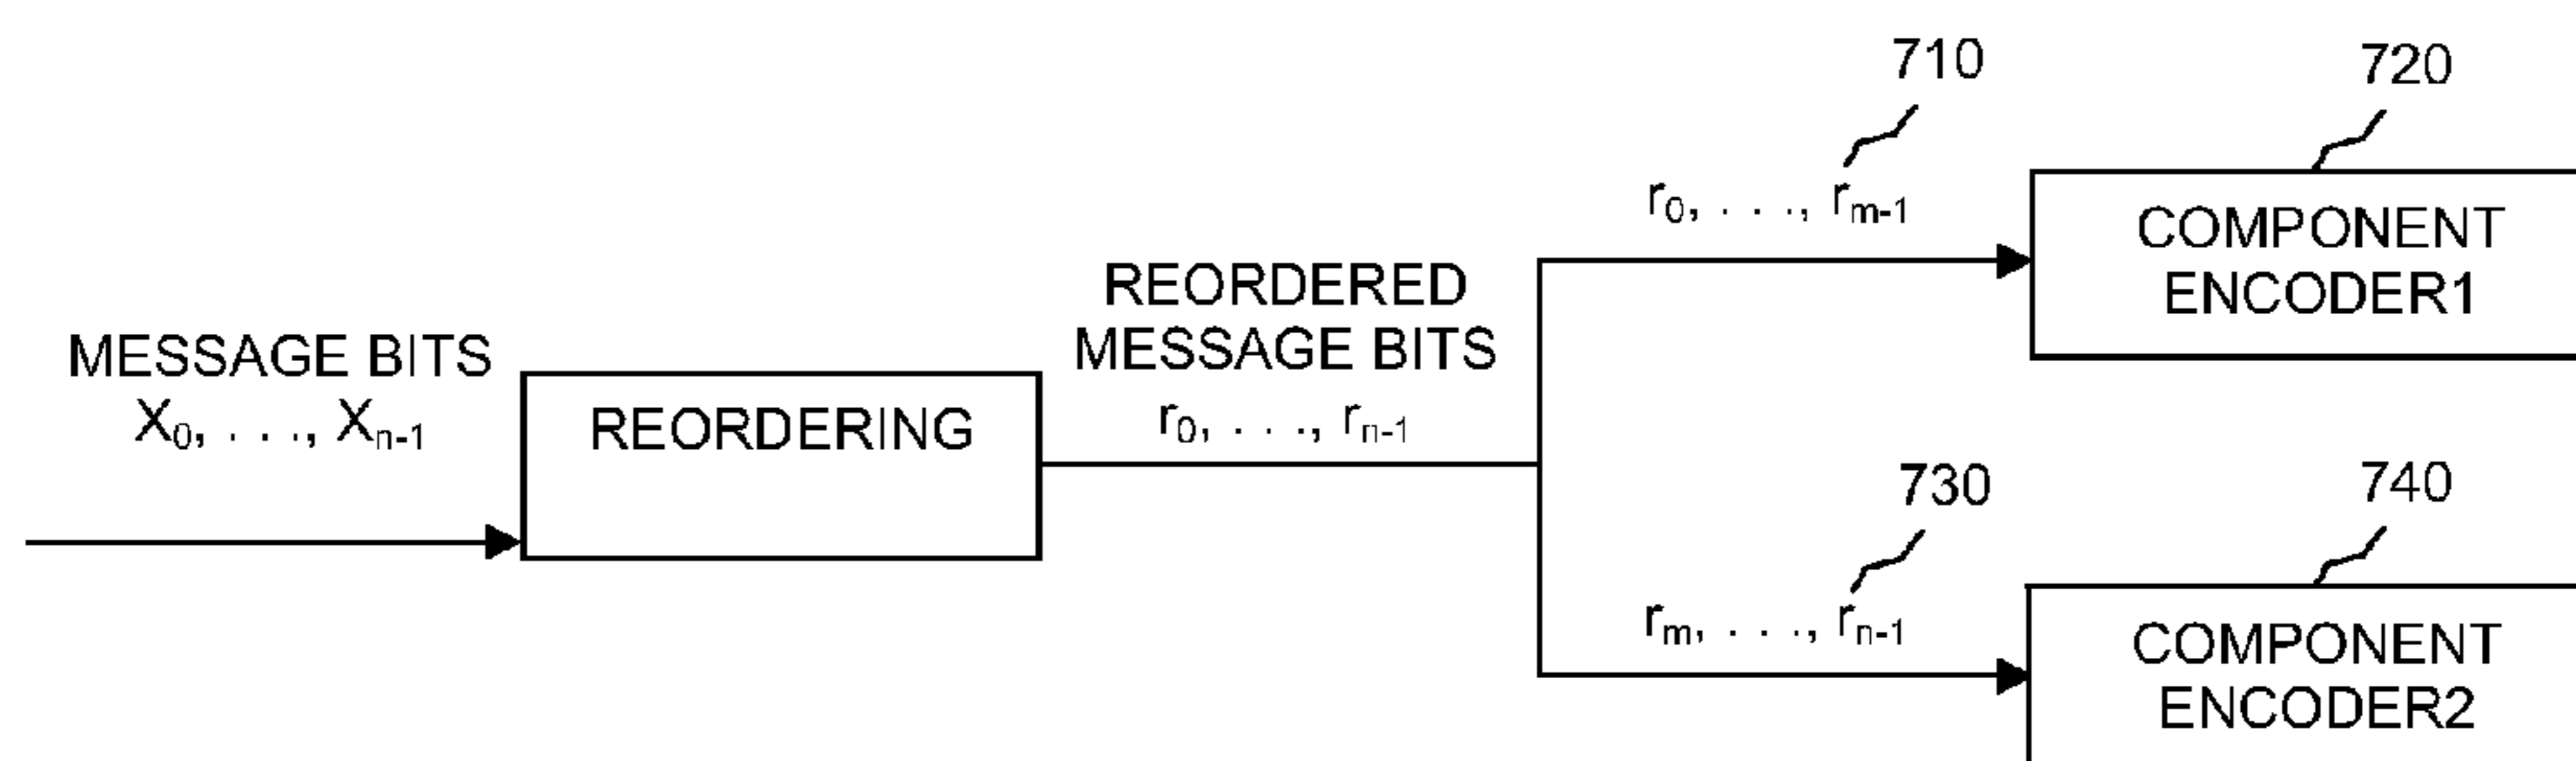 MESSAGE BITS
X₀, . . ., Xₙ₋₁
REORDERING
REORDERED
MESSAGE BITS
r₀, . . ., rₙ₋₁
710
r₀, . . ., rₘ₋₁
720
COMPONENT
ENCODER1
730
rₘ, . . ., rₙ₋₁
740
COMPONENT
ENCODER2